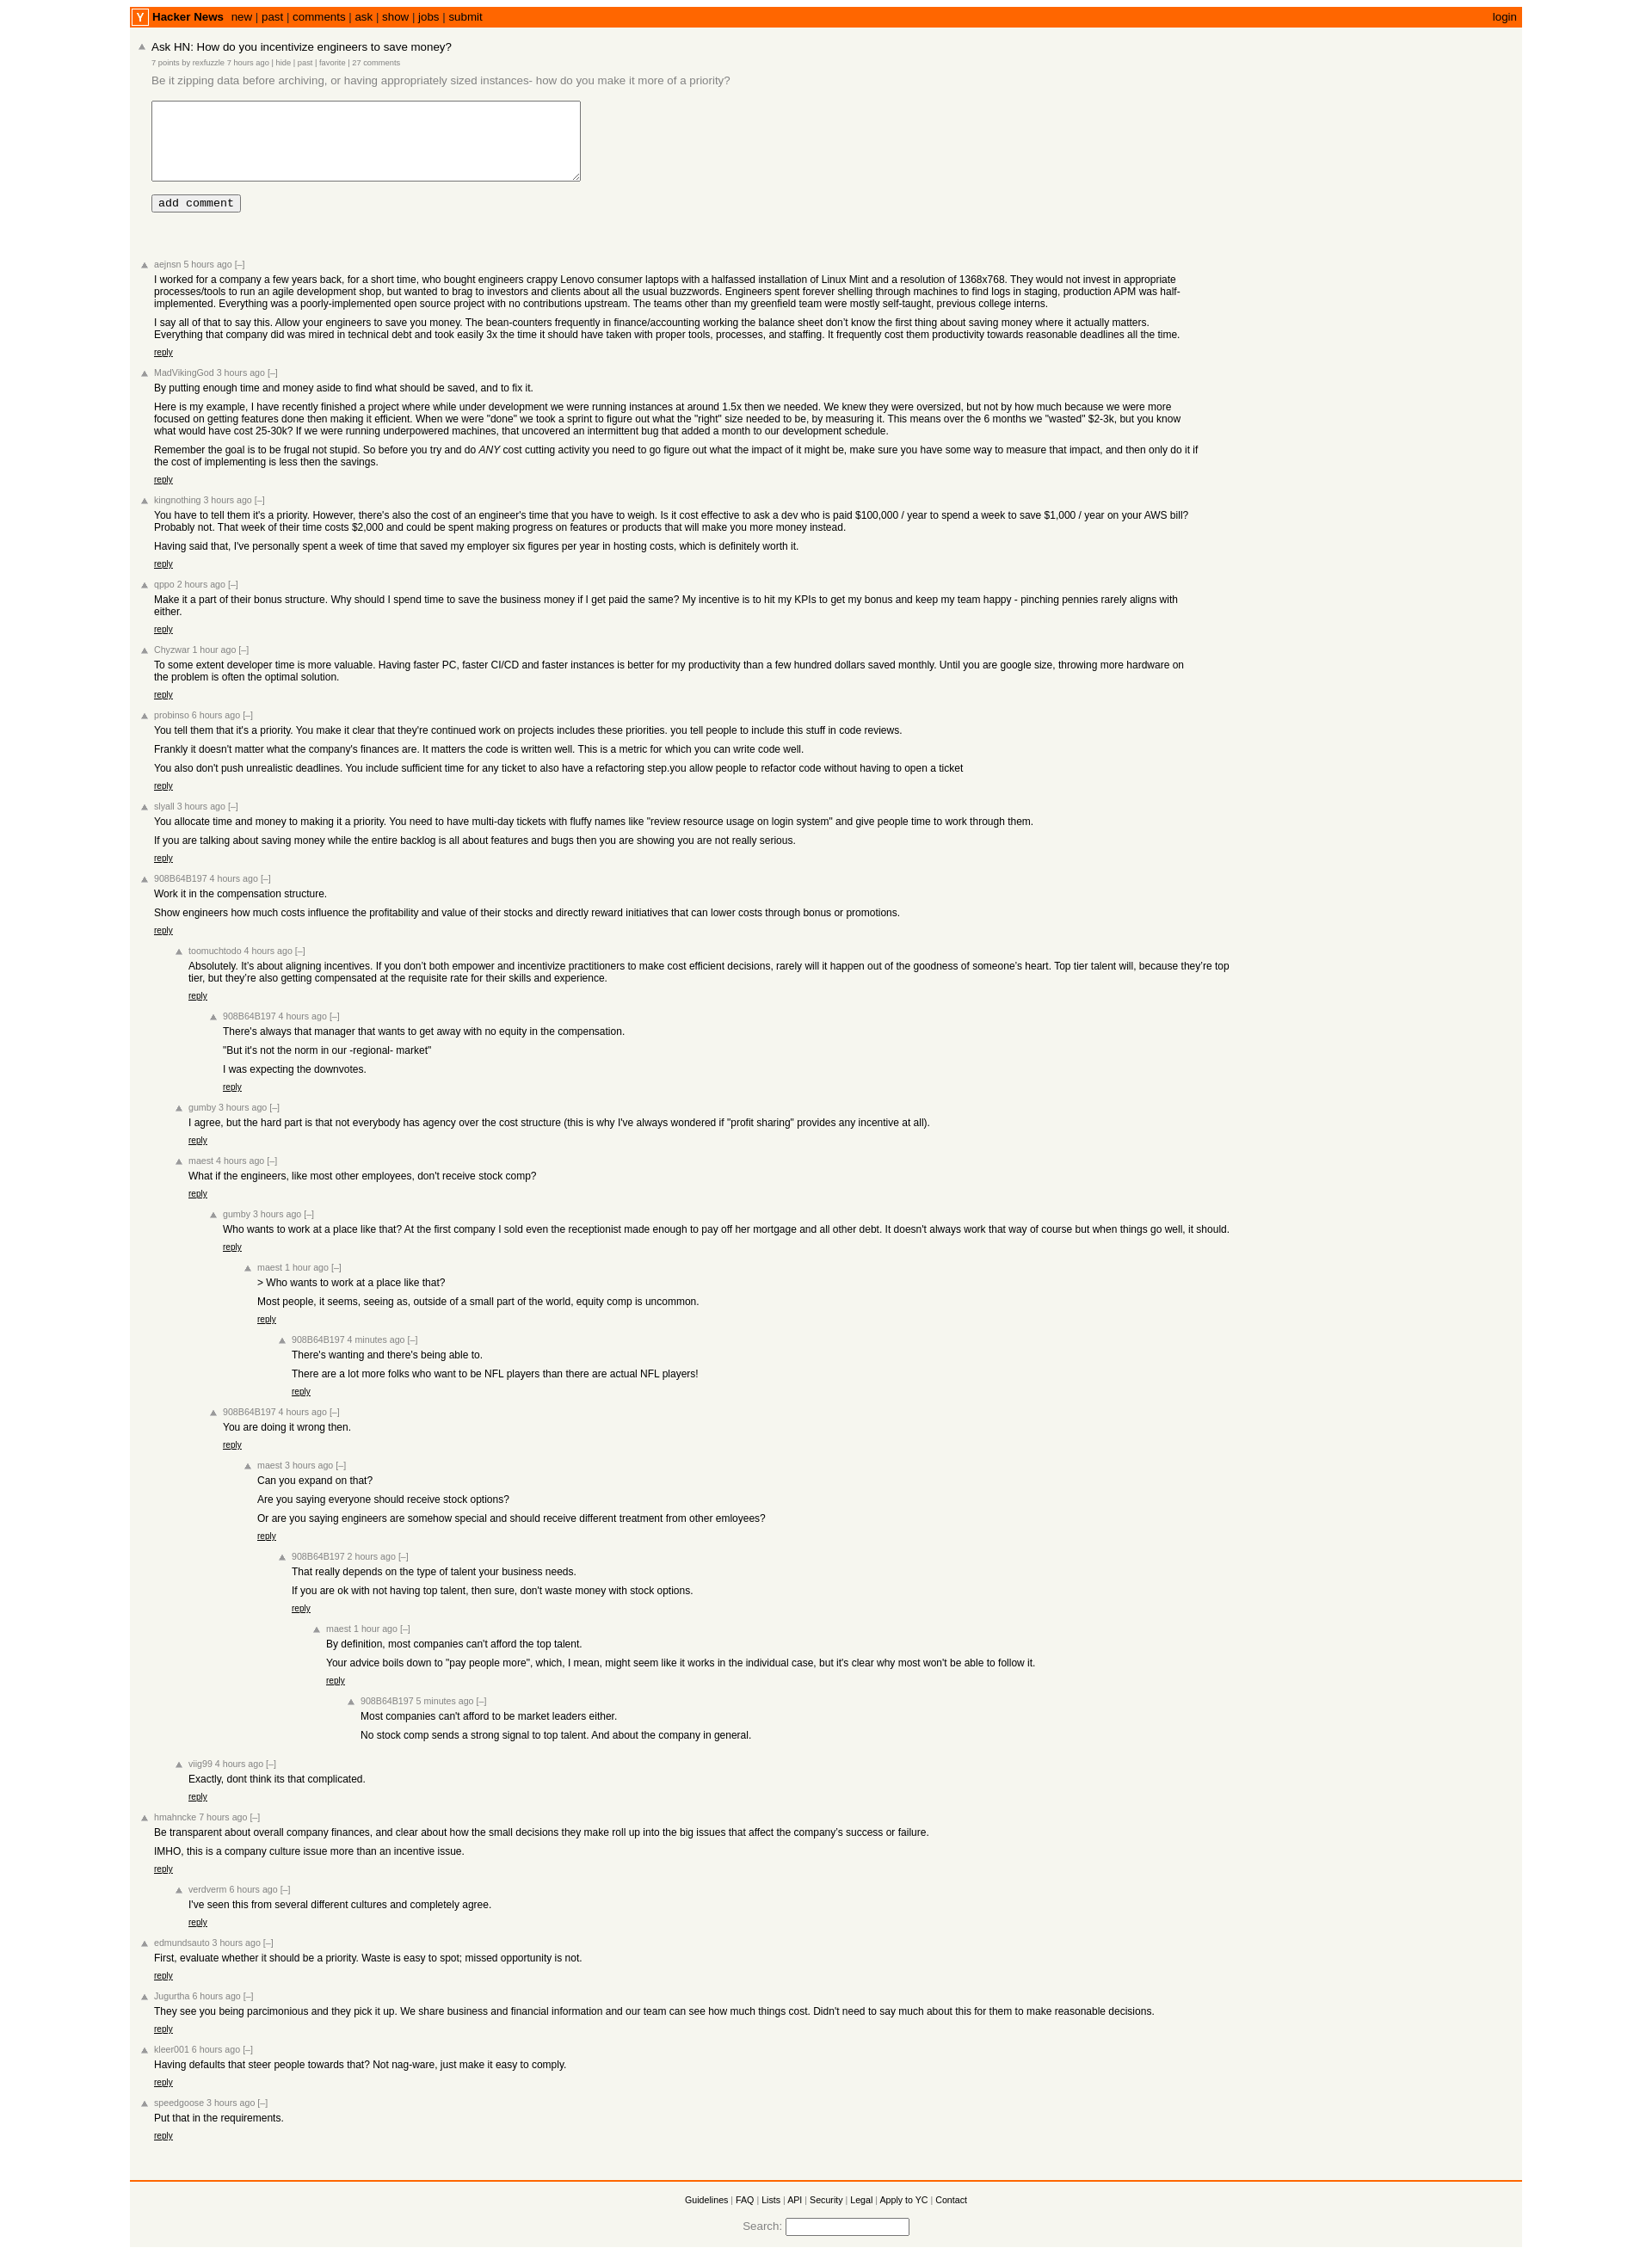 Y Hacker News new | past | comments | ask | show | jobs | submit login
Ask HN: How do you incentivize engineers to save money?
7 points by rexfuzzle 7 hours ago | hide | past | favorite | 27 comments
Be it zipping data before archiving, or having appropriately sized instances- how do you make it more of a priority?
add comment
aejnsn 5 hours ago [–]
I worked for a company a few years back, for a short time, who bought engineers crappy Lenovo consumer laptops with a halfassed installation of Linux Mint and a resolution of 1368x768. They would not invest in appropriate
processes/tools to run an agile development shop, but wanted to brag to investors and clients about all the usual buzzwords. Engineers spent forever shelling through machines to find logs in staging, production APM was half-
implemented. Everything was a poorly-implemented open source project with no contributions upstream. The teams other than my greenfield team were mostly self-taught, previous college interns.
I say all of that to say this. Allow your engineers to save you money. The bean-counters frequently in finance/accounting working the balance sheet don't know the first thing about saving money where it actually matters.
Everything that company did was mired in technical debt and took easily 3x the time it should have taken with proper tools, processes, and staffing. It frequently cost them productivity towards reasonable deadlines all the time.
reply
MadVikingGod 3 hours ago [–]
By putting enough time and money aside to find what should be saved, and to fix it.
Here is my example, I have recently finished a project where while under development we were running instances at around 1.5x then we needed. We knew they were oversized, but not by how much because we were more
focused on getting features done then making it efficient. When we were "done" we took a sprint to figure out what the "right" size needed to be, by measuring it. This means over the 6 months we "wasted" $2-3k, but you know
what would have cost 25-30k? If we were running underpowered machines, that uncovered an intermittent bug that added a month to our development schedule.
Remember the goal is to be frugal not stupid. So before you try and do ANY cost cutting activity you need to go figure out what the impact of it might be, make sure you have some way to measure that impact, and then only do it if
the cost of implementing is less then the savings.
reply
kingnothing 3 hours ago [–]
You have to tell them it's a priority. However, there's also the cost of an engineer's time that you have to weigh. Is it cost effective to ask a dev who is paid $100,000 / year to spend a week to save $1,000 / year on your AWS bill?
Probably not. That week of their time costs $2,000 and could be spent making progress on features or products that will make you more money instead.
Having said that, I've personally spent a week of time that saved my employer six figures per year in hosting costs, which is definitely worth it.
reply
qppo 2 hours ago [–]
Make it a part of their bonus structure. Why should I spend time to save the business money if I get paid the same? My incentive is to hit my KPIs to get my bonus and keep my team happy - pinching pennies rarely aligns with
either.
reply
Chyzwar 1 hour ago [–]
To some extent developer time is more valuable. Having faster PC, faster CI/CD and faster instances is better for my productivity than a few hundred dollars saved monthly. Until you are google size, throwing more hardware on
the problem is often the optimal solution.
reply
probinso 6 hours ago [–]
You tell them that it's a priority. You make it clear that they're continued work on projects includes these priorities. you tell people to include this stuff in code reviews.
Frankly it doesn't matter what the company's finances are. It matters the code is written well. This is a metric for which you can write code well.
You also don't push unrealistic deadlines. You include sufficient time for any ticket to also have a refactoring step.you allow people to refactor code without having to open a ticket
reply
slyall 3 hours ago [–]
You allocate time and money to making it a priority. You need to have multi-day tickets with fluffy names like "review resource usage on login system" and give people time to work through them.
If you are talking about saving money while the entire backlog is all about features and bugs then you are showing you are not really serious.
reply
908B64B197 4 hours ago [–]
Work it in the compensation structure.
Show engineers how much costs influence the profitability and value of their stocks and directly reward initiatives that can lower costs through bonus or promotions.
reply
toomuchtodo 4 hours ago [–]
Absolutely. It's about aligning incentives. If you don't both empower and incentivize practitioners to make cost efficient decisions, rarely will it happen out of the goodness of someone's heart. Top tier talent will, because they're top
tier, but they're also getting compensated at the requisite rate for their skills and experience.
reply
908B64B197 4 hours ago [–]
There's always that manager that wants to get away with no equity in the compensation.
"But it's not the norm in our -regional- market"
I was expecting the downvotes.
reply
gumby 3 hours ago [–]
I agree, but the hard part is that not everybody has agency over the cost structure (this is why I've always wondered if "profit sharing" provides any incentive at all).
reply
maest 4 hours ago [–]
What if the engineers, like most other employees, don't receive stock comp?
reply
gumby 3 hours ago [–]
Who wants to work at a place like that? At the first company I sold even the receptionist made enough to pay off her mortgage and all other debt. It doesn't always work that way of course but when things go well, it should.
reply
maest 1 hour ago [–]
> Who wants to work at a place like that?
Most people, it seems, seeing as, outside of a small part of the world, equity comp is uncommon.
reply
908B64B197 4 minutes ago [–]
There's wanting and there's being able to.
There are a lot more folks who want to be NFL players than there are actual NFL players!
reply
908B64B197 4 hours ago [–]
You are doing it wrong then.
reply
maest 3 hours ago [–]
Can you expand on that?
Are you saying everyone should receive stock options?
Or are you saying engineers are somehow special and should receive different treatment from other emloyees?
reply
908B64B197 2 hours ago [–]
That really depends on the type of talent your business needs.
If you are ok with not having top talent, then sure, don't waste money with stock options.
reply
maest 1 hour ago [–]
By definition, most companies can't afford the top talent.
Your advice boils down to "pay people more", which, I mean, might seem like it works in the individual case, but it's clear why most won't be able to follow it.
reply
908B64B197 5 minutes ago [–]
Most companies can't afford to be market leaders either.
No stock comp sends a strong signal to top talent. And about the company in general.
viig99 4 hours ago [–]
Exactly, dont think its that complicated.
reply
hmahncke 7 hours ago [–]
Be transparent about overall company finances, and clear about how the small decisions they make roll up into the big issues that affect the company's success or failure.
IMHO, this is a company culture issue more than an incentive issue.
reply
verdverm 6 hours ago [–]
I've seen this from several different cultures and completely agree.
reply
edmundsauto 3 hours ago [–]
First, evaluate whether it should be a priority. Waste is easy to spot; missed opportunity is not.
reply
Jugurtha 6 hours ago [–]
They see you being parcimonious and they pick it up. We share business and financial information and our team can see how much things cost. Didn't need to say much about this for them to make reasonable decisions.
reply
kleer001 6 hours ago [–]
Having defaults that steer people towards that? Not nag-ware, just make it easy to comply.
reply
speedgoose 3 hours ago [–]
Put that in the requirements.
reply
Guidelines | FAQ | Lists | API | Security | Legal | Apply to YC | Contact
Search: